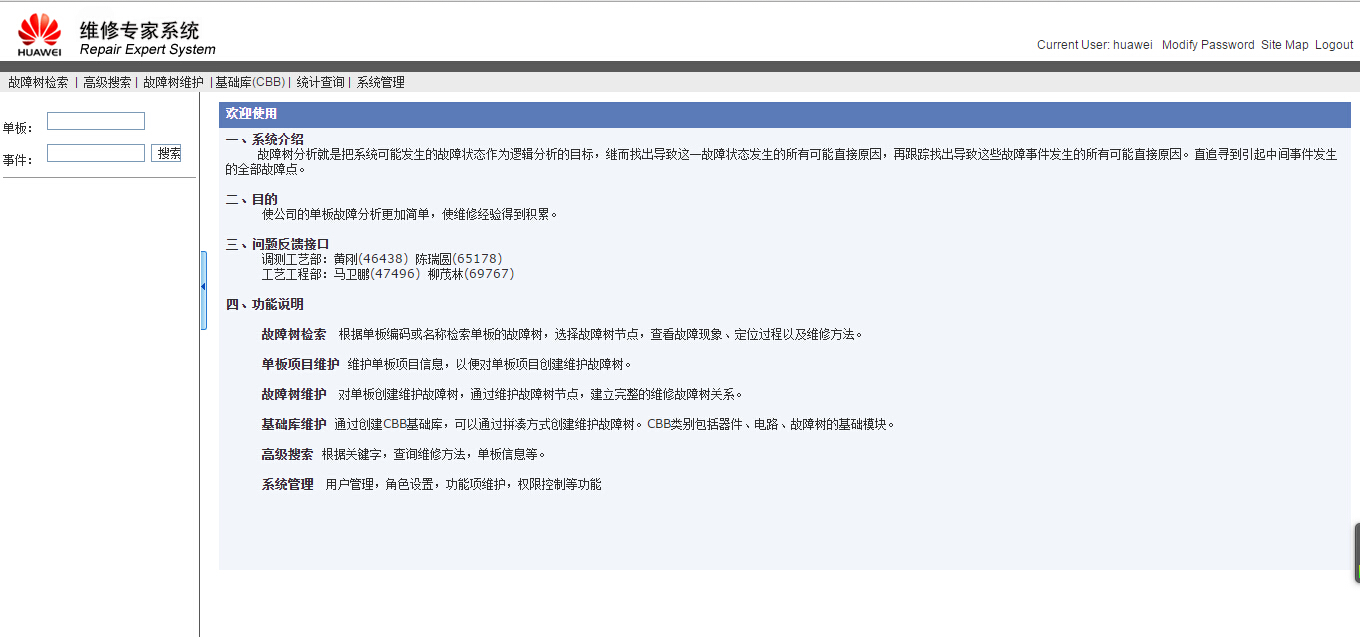 HUAWEI
维修专家系统
Repair Expert System
Current User: huawei Modify Password Site Map Logout
故障树检索 | 高级搜索 | 故障树维护 | 基础库(CBB) | 统计查询 | 系统管理
单板：
事件： 搜索
欢迎使用
一、系统介绍
故障树分析就是把系统可能发生的故障状态作为逻辑分析的目标，继而找出导致这一故障状态发生的所有可能直接原因，再跟踪找出导致这些故障事件发生的所有可能直接原因。直追寻到引起中间事件发生
的全部故障点。
二、目的
使公司的单板故障分析更加简单，使维修经验得到积累。
三、问题反馈接口
调测工艺部：黄刚(46438) 陈瑞圆(65178)
工艺工程部：马卫鹏(47496) 柳茂林(69767)
四、功能说明
故障树检索 根据单板编码或名称检索单板的故障树，选择故障树节点，查看故障现象、定位过程以及维修方法。
单板项目维护 维护单板项目信息，以便对单板项目创建维护故障树。
故障树维护 对单板创建维护故障树，通过维护故障树节点，建立完整的维修故障树关系。
基础库维护 通过创建CBB基础库，可以通过拼凑方式创建维护故障树。CBB类别包括器件、电路、故障树的基础模块。
高级搜索 根据关键字，查询维修方法，单板信息等。
系统管理 用户管理，角色设置，功能项维护，权限控制等功能